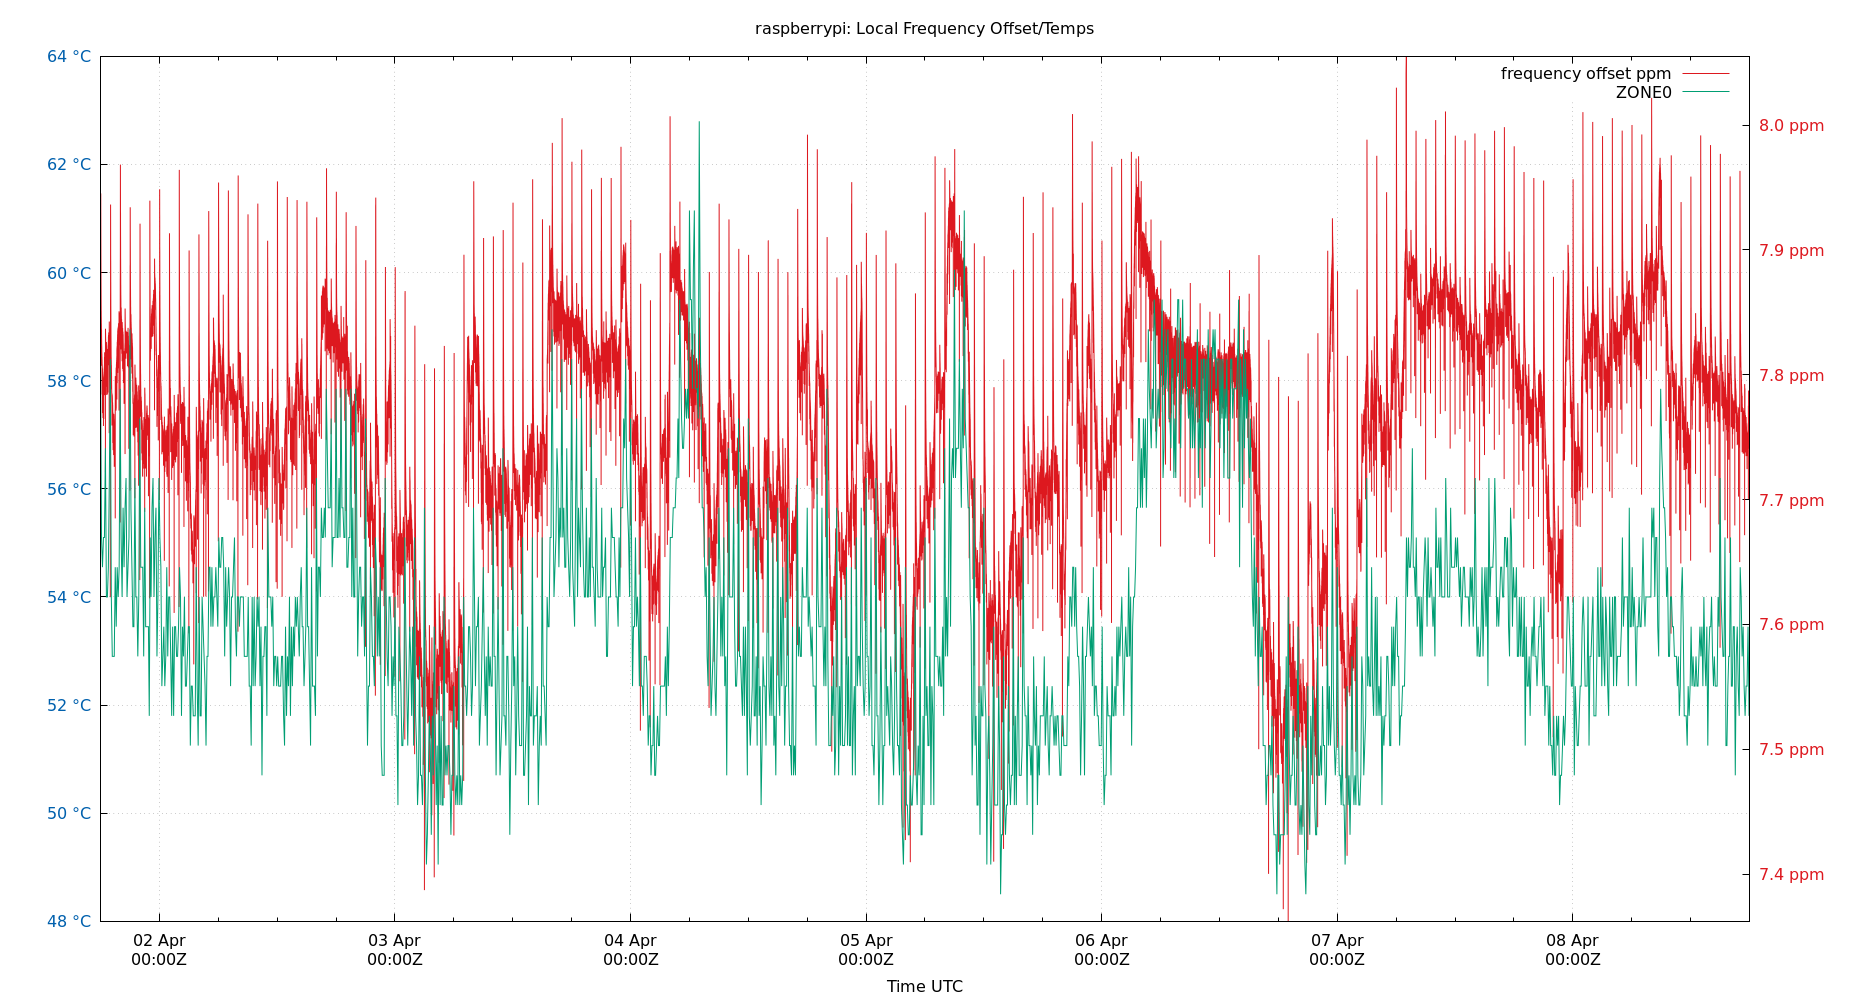 raspberrypi: Local Frequency Offset/Temps
64 °C
62 °C
60 °C
58 °C
56 °C
54 °C
52 °C
50 °C
48 °C
frequency offset ppm
ZONE0
8.0 ppm
7.9 ppm
7.8 ppm
7.7 ppm
7.6 ppm
7.5 ppm
7.4 ppm
02 Apr
00:00Z
03 Apr
00:00Z
04 Apr
00:00Z
05 Apr
00:00Z
06 Apr
00:00Z
07 Apr
00:00Z
08 Apr
00:00Z
Time UTC